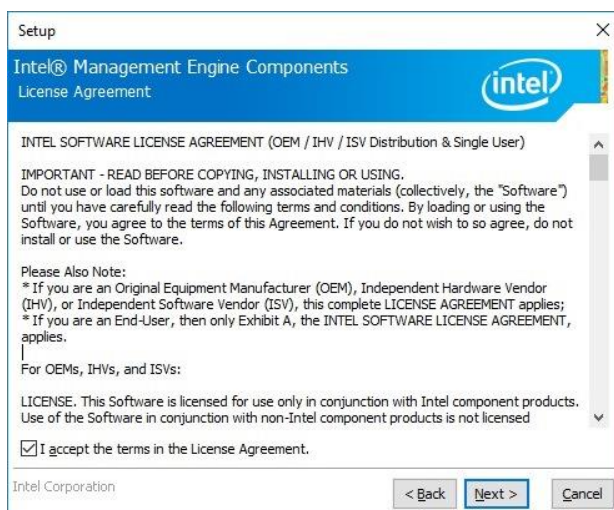 Setup
Intel® Management Engine Components
License Agreement
intel
INTEL SOFTWARE LICENSE AGREEMENT (OEM / IHV / ISV Distribution & Single User)
IMPORTANT - READ BEFORE COPYING, INSTALLING OR USING.
Do not use or load this software and any associated materials (collectively, the "Software")
until you have carefully read the following terms and conditions. By loading or using the
Software, you agree to the terms of this Agreement. If you do not wish to so agree, do not
install or use the Software.
Please Also Note:
* If you are an Original Equipment Manufacturer (OEM), Independent Hardware Vendor
(IHV), or Independent Software Vendor (ISV), this complete LICENSE AGREEMENT applies;
* If you are an End-User, then only Exhibit A, the INTEL SOFTWARE LICENSE AGREEMENT,
applies.
For OEMs, IHVs, and ISVs:
LICENSE. This Software is licensed for use only in conjunction with Intel component products.
Use of the Software in conjunction with non-Intel component products is not licensed
I accept the terms in the License Agreement.
Intel Corporation
< Back
Next >
Cancel